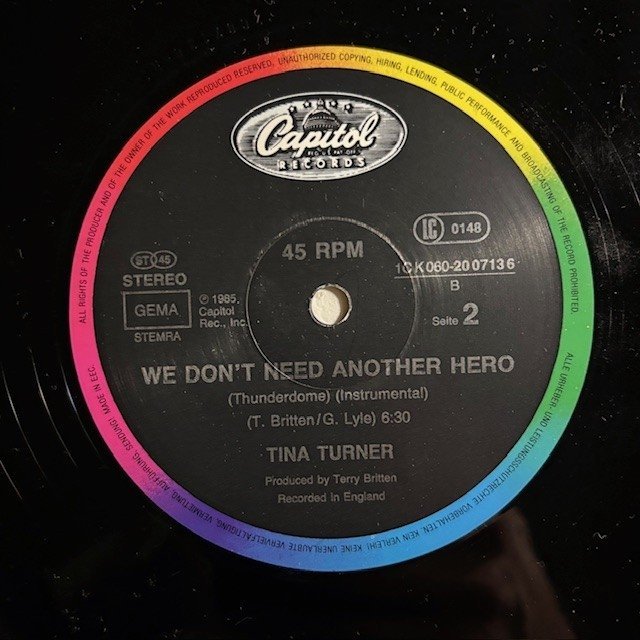 ALL RIGHTS OF THE PRODUCER AND OF THE OWNER OF THE WORK REPRODUCED RESERVED, UNAUTHORIZED COPYING, HIRING, LENDING, PUBLIC PERFORMANCE AND BROADCASTING OF THE RECORD PROHIBITED.
Capitol
RECORDS
LC 0148
45 RPM
ST 45
STEREO
1C K 060-20 0713 6
B
GEMA
STEMRA
℗ 1985,
Capitol
Rec., Inc.
Seite 2
WE DON'T NEED ANOTHER HERO
(Thunderdome) (Instrumental)
(T. Britten/G. Lyle) 6:30
TINA TURNER
Produced by Terry Britten
Recorded in England
ALLE URHEBER- UND LEISTUNGSSCHUTZRECHTE VORBEHALTEN. KEIN VERLEIH! KEINE UNERLAUBTE VERVIELFÄLTIGUNG, VERMIETUNG, AUFFÜHRUNG, SENDUNG! MADE IN EEC.